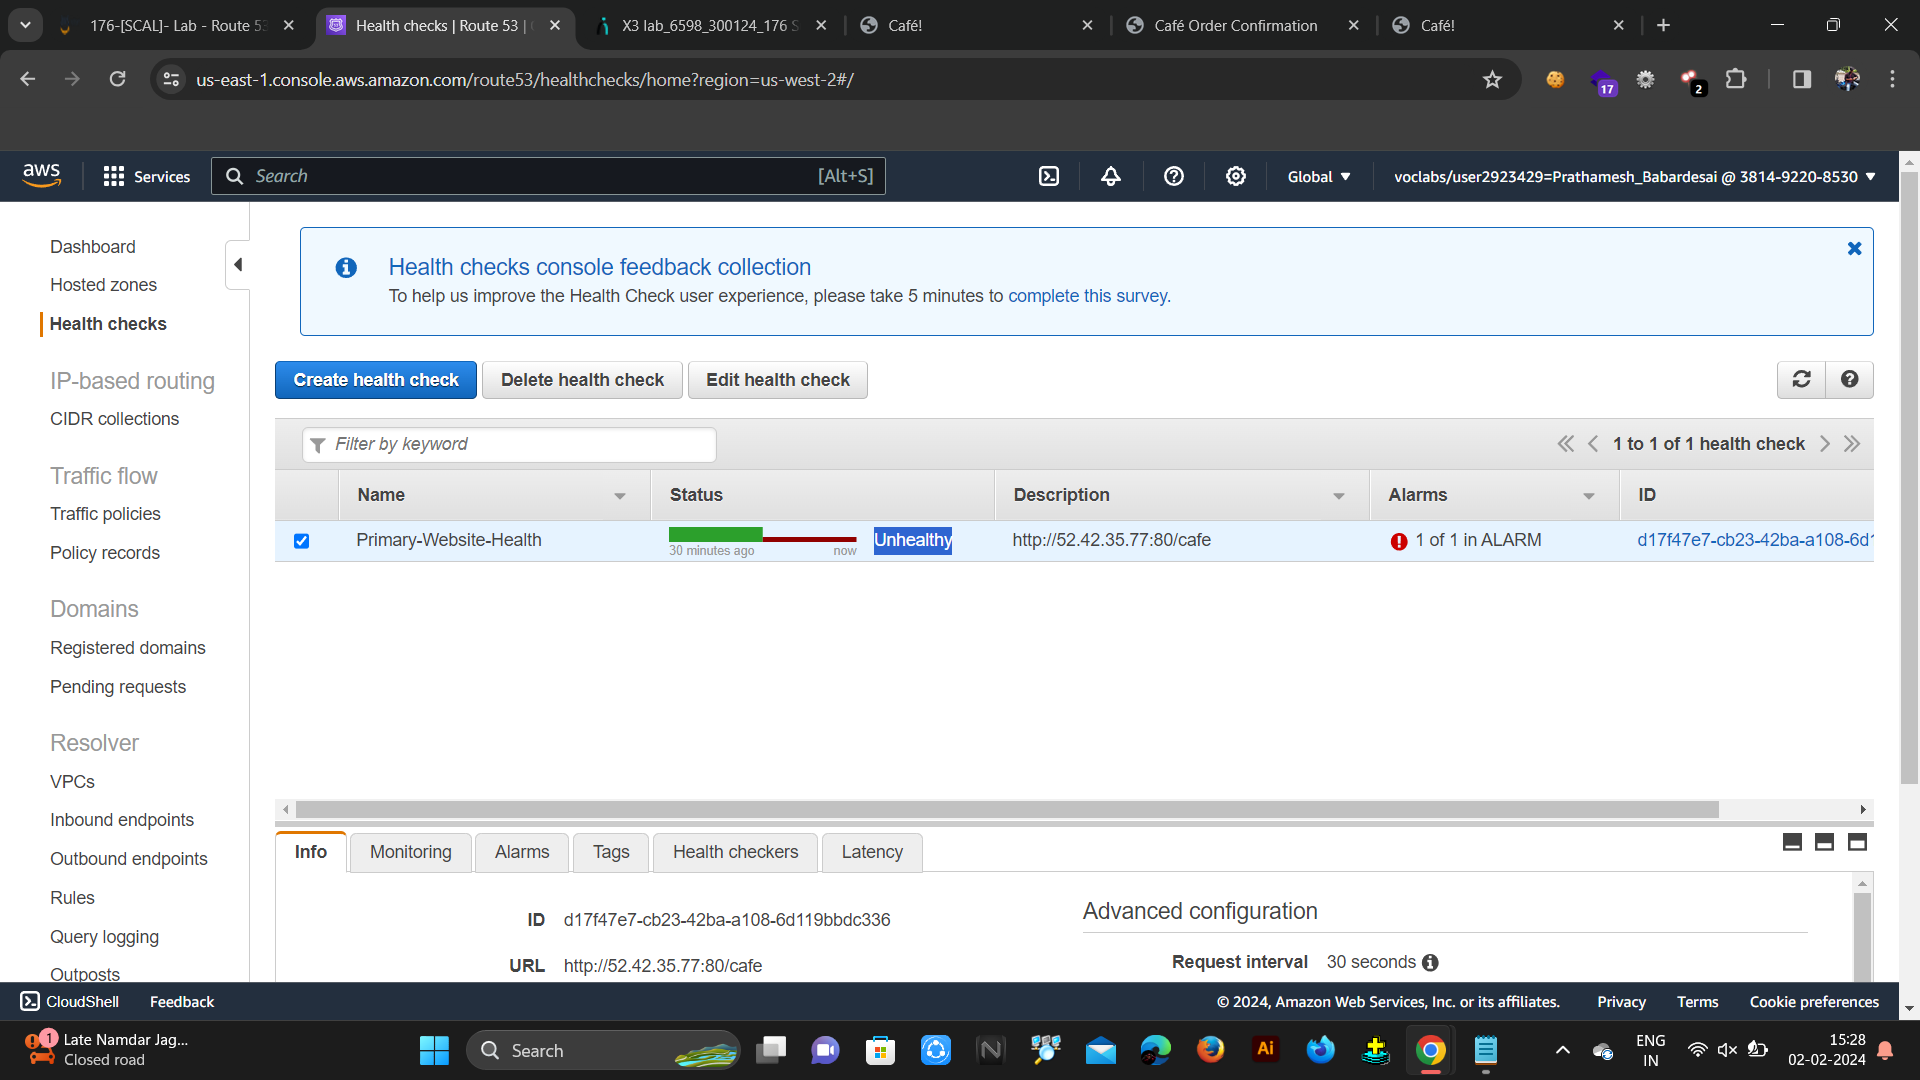 176-[SCAL]- Lab - Route 53
Health checks | Route 53 |
X3 lab_6598_300124_176 S
Café!
Café Order Confirmation
Café!
us-east-1.console.aws.amazon.com/route53/healthchecks/home?region=us-west-2#/
17
2
aws
Services
Search
[Alt+S]
Global
voclabs/user2923429=Prathamesh_Babardesai @ 3814-9220-8530
Dashboard
Hosted zones
Health checks
IP-based routing
CIDR collections
Traffic flow
Traffic policies
Policy records
Domains
Registered domains
Pending requests
Resolver
VPCs
Inbound endpoints
Outbound endpoints
Rules
Query logging
Outposts
Health checks console feedback collection
To help us improve the Health Check user experience, please take 5 minutes to complete this survey.
Create health check
Delete health check
Edit health check
Filter by keyword
1 to 1 of 1 health check
Name
Status
Description
Alarms
ID
Primary-Website-Health
30 minutes ago
now
Unhealthy
http://52.42.35.77:80/cafe
1 of 1 in ALARM
d17f47e7-cb23-42ba-a108-6d1
Info
Monitoring
Alarms
Tags
Health checkers
Latency
ID d17f47e7-cb23-42ba-a108-6d119bbdc336
URL http://52.42.35.77:80/cafe
Advanced configuration
Request interval 30 seconds
CloudShell
Feedback
© 2024, Amazon Web Services, Inc. or its affiliates.
Privacy
Terms
Cookie preferences
1
Late Namdar Jag...
Closed road
Search
Ai
ENG
IN
15:28
02-02-2024